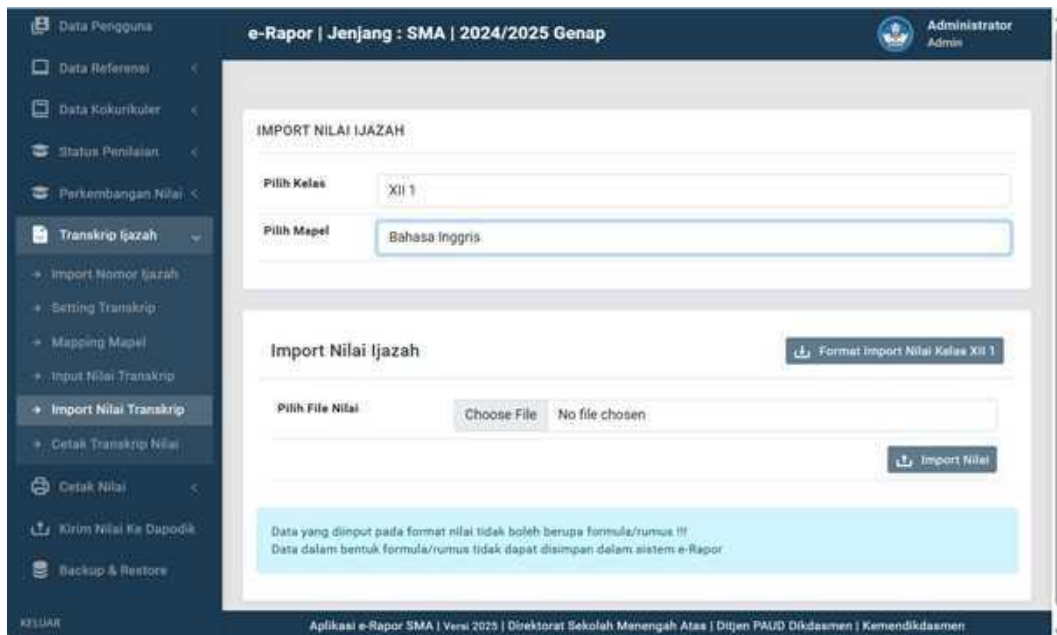 Data Pengguna
Data Referensi
Data Kokurikuler
Status Penilaian
Perkembangan Nilai
Transkrip Ijazah
Import Nomor Ijazah
Setting Transkrip
Mapping Mapel
Input Nilai Transkrip
Import Nilai Transkrip
Cetak Transkrip Nilai
Cetak Nilai
Kirim Nilai Ke Dapodik
Backup & Restore
KELUAR
e-Rapor | Jenjang : SMA | 2024/2025 Genap
Administrator
Admin
IMPORT NILAI IJAZAH
Pilih Kelas
XII 1
Pilih Mapel
Bahasa Inggris
Import Nilai Ijazah
Format Import Nilai Kelas XII 1
Pilih File Nilai
Choose File No file chosen
Import Nilai
Data yang diinput pada format nilai tidak boleh berupa formula/rumus !!!
Data dalam bentuk formula/rumus tidak dapat disimpan dalam sistem e-Rapor
Aplikasi e-Rapor SMA | Versi 2025 | Direktorat Sekolah Menengah Atas | Ditjen PAUD Dikdasmen | Kemendikdasmen